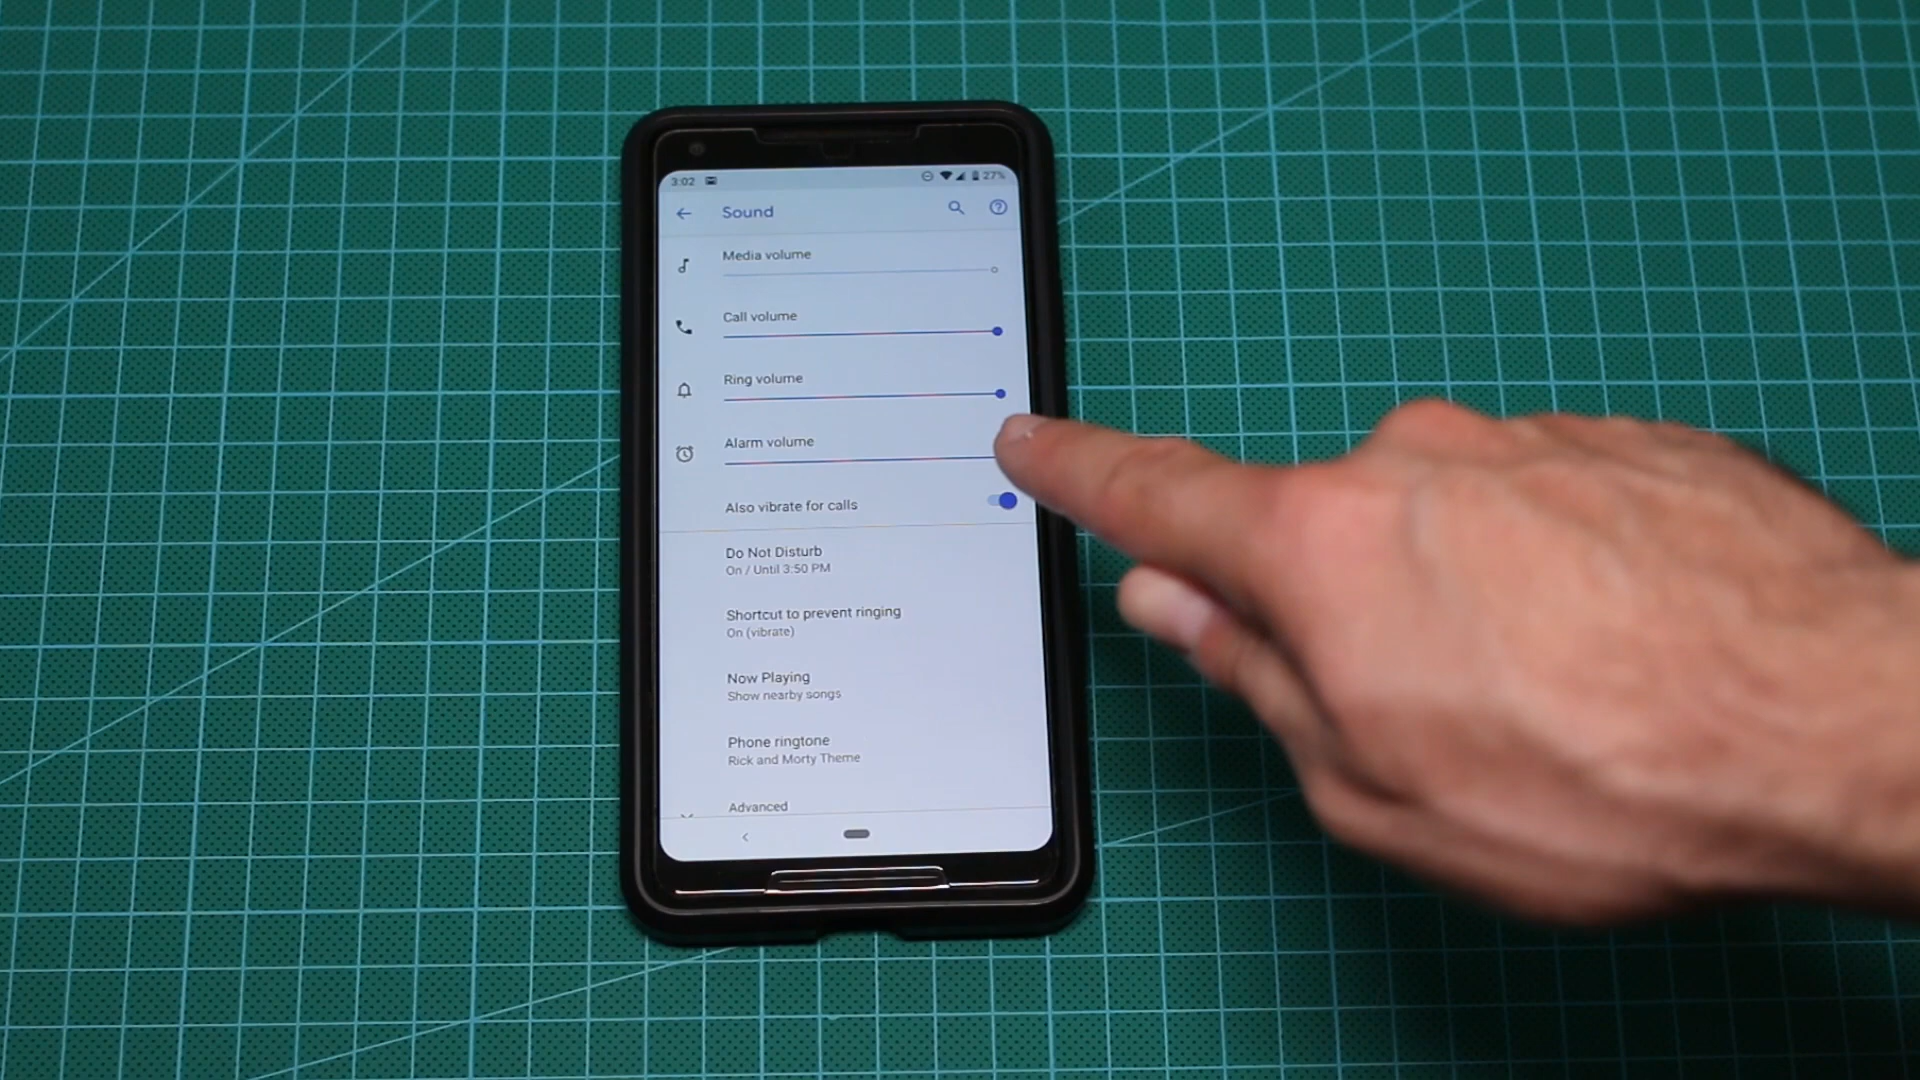 3:02
27%
Sound
Media volume
Call volume
Ring volume
Alarm volume
Also vibrate for calls
Do Not Disturb
On / Until 3:50 PM
Shortcut to prevent ringing
On (vibrate)
Now Playing
Show nearby songs
Phone ringtone
Rick and Morty Theme
Advanced